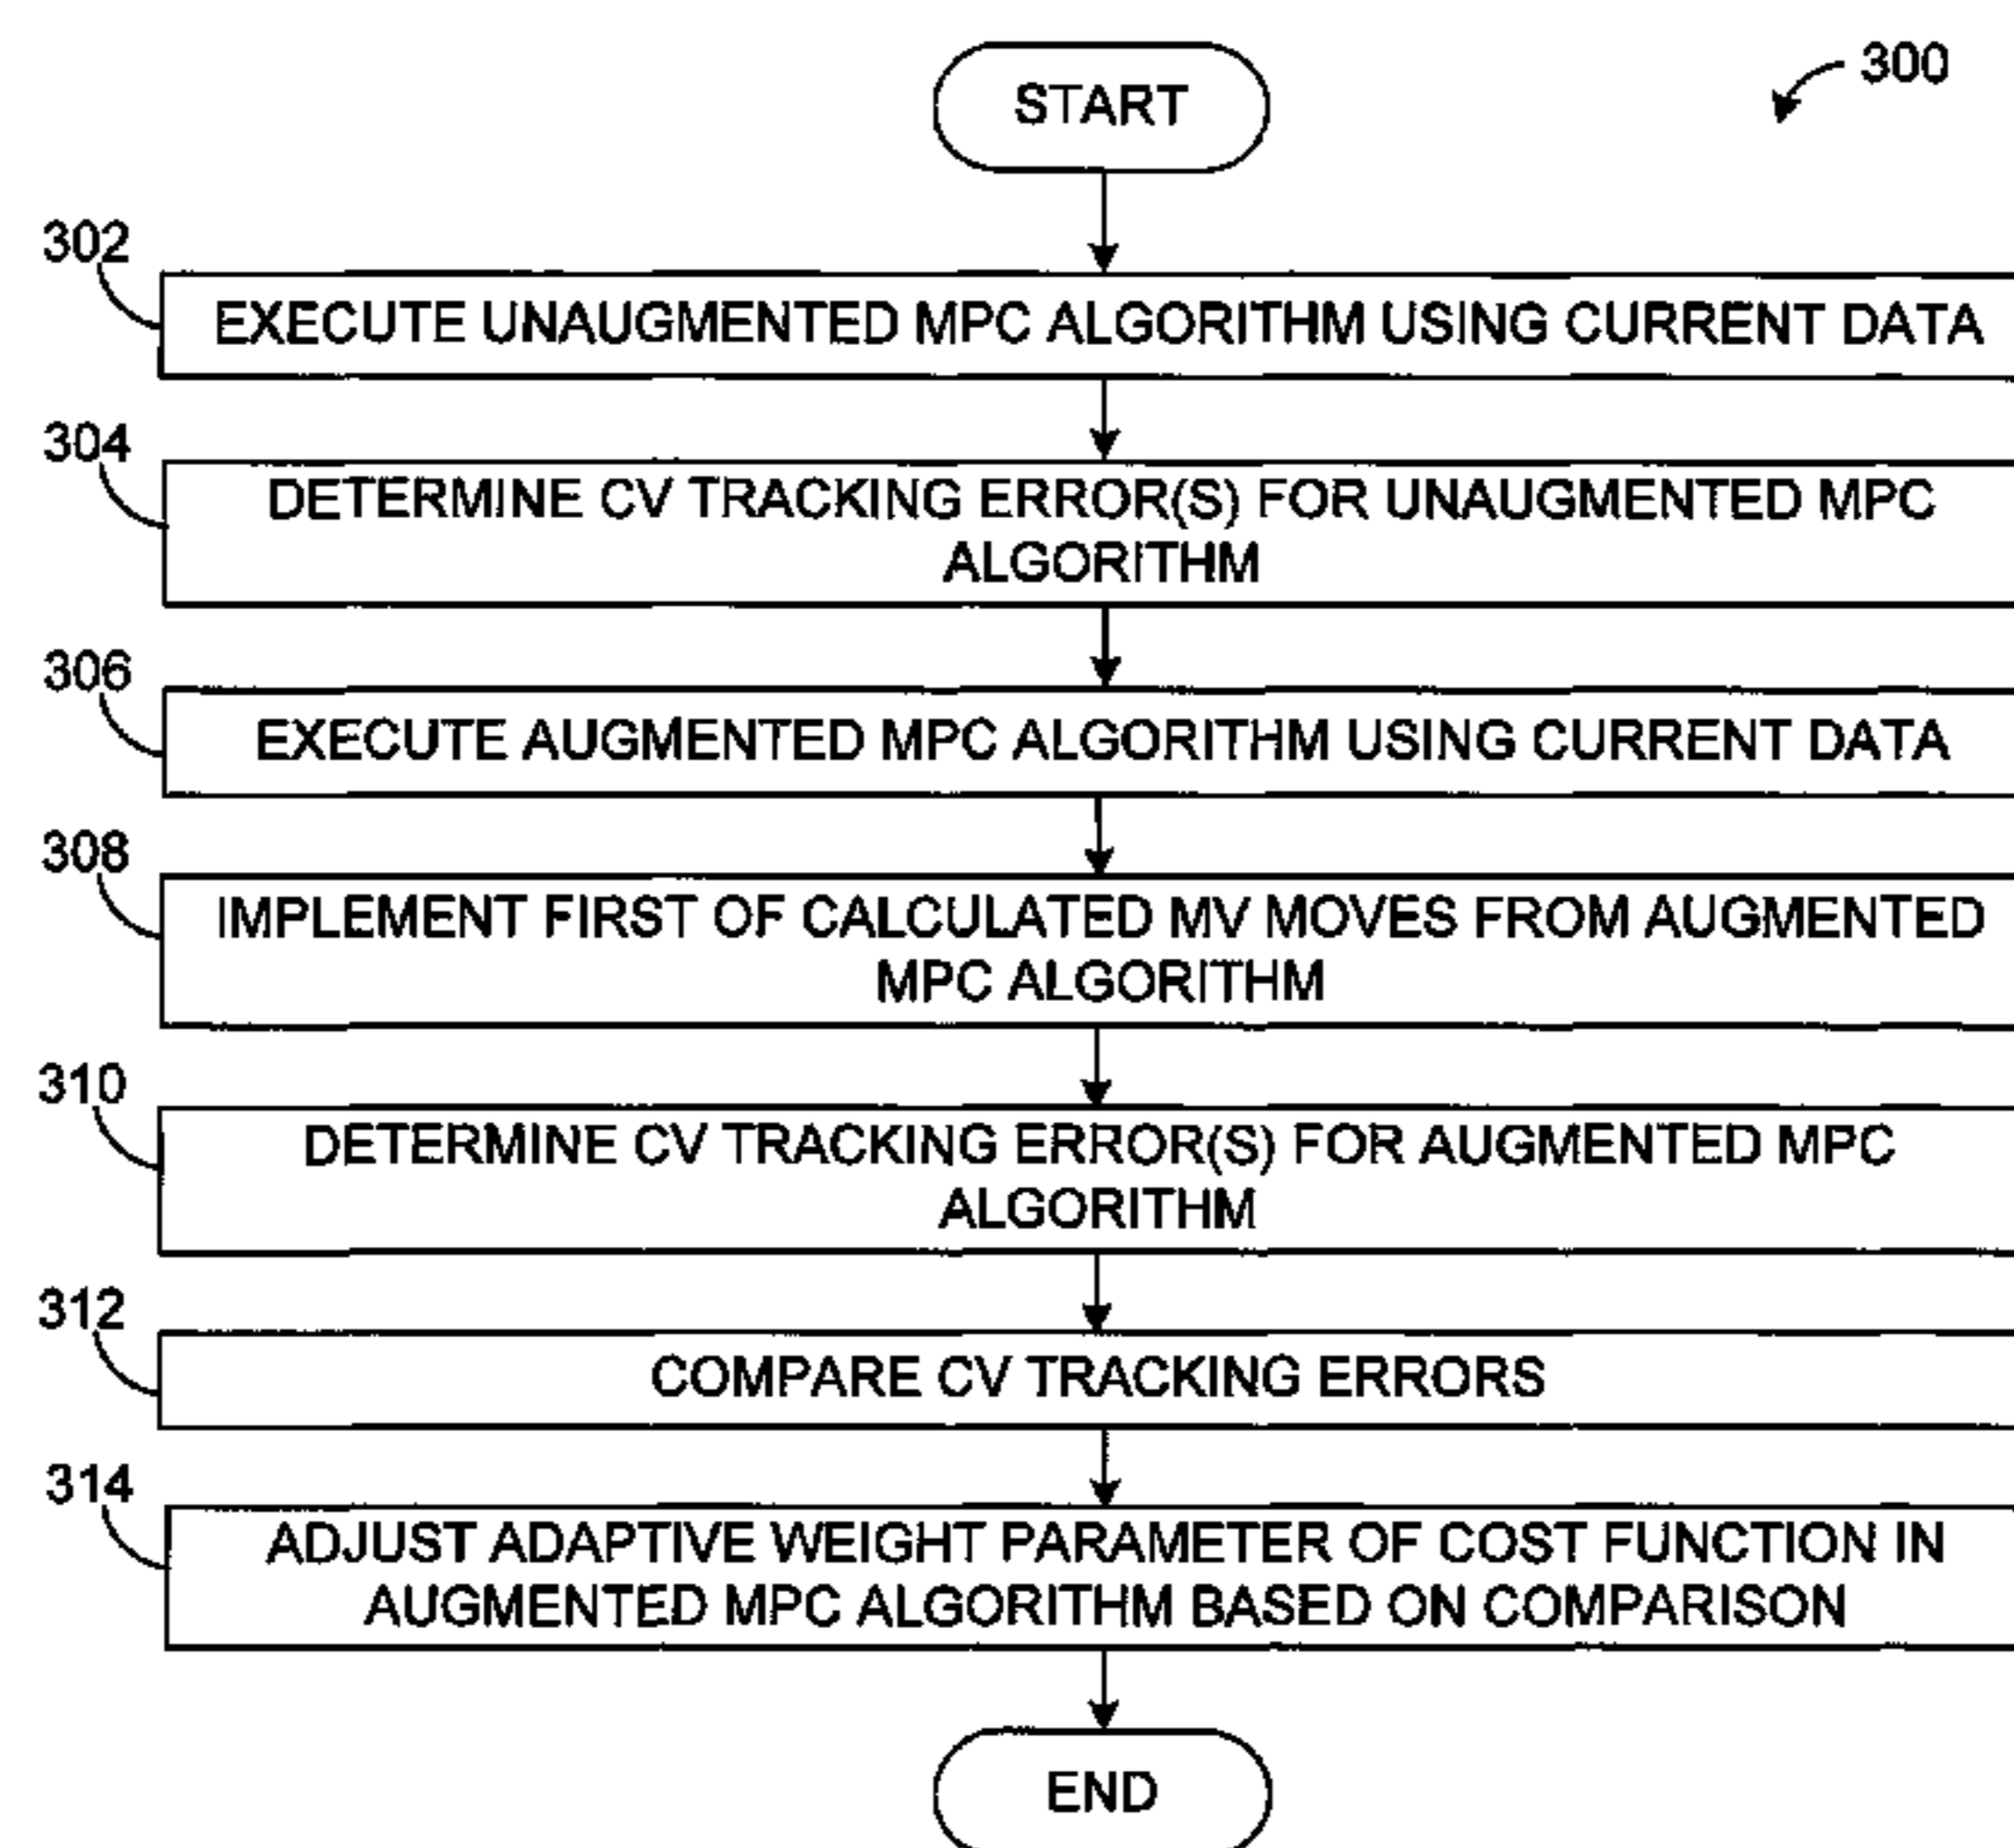 START
300
302
EXECUTE UNAUGMENTED MPC ALGORITHM USING CURRENT DATA
304
DETERMINE CV TRACKING ERROR(S) FOR UNAUGMENTED MPC
ALGORITHM
306
EXECUTE AUGMENTED MPC ALGORITHM USING CURRENT DATA
308
IMPLEMENT FIRST OF CALCULATED MV MOVES FROM AUGMENTED
MPC ALGORITHM
310
DETERMINE CV TRACKING ERROR(S) FOR AUGMENTED MPC
ALGORITHM
312
COMPARE CV TRACKING ERRORS
314
ADJUST ADAPTIVE WEIGHT PARAMETER OF COST FUNCTION IN
AUGMENTED MPC ALGORITHM BASED ON COMPARISON
END